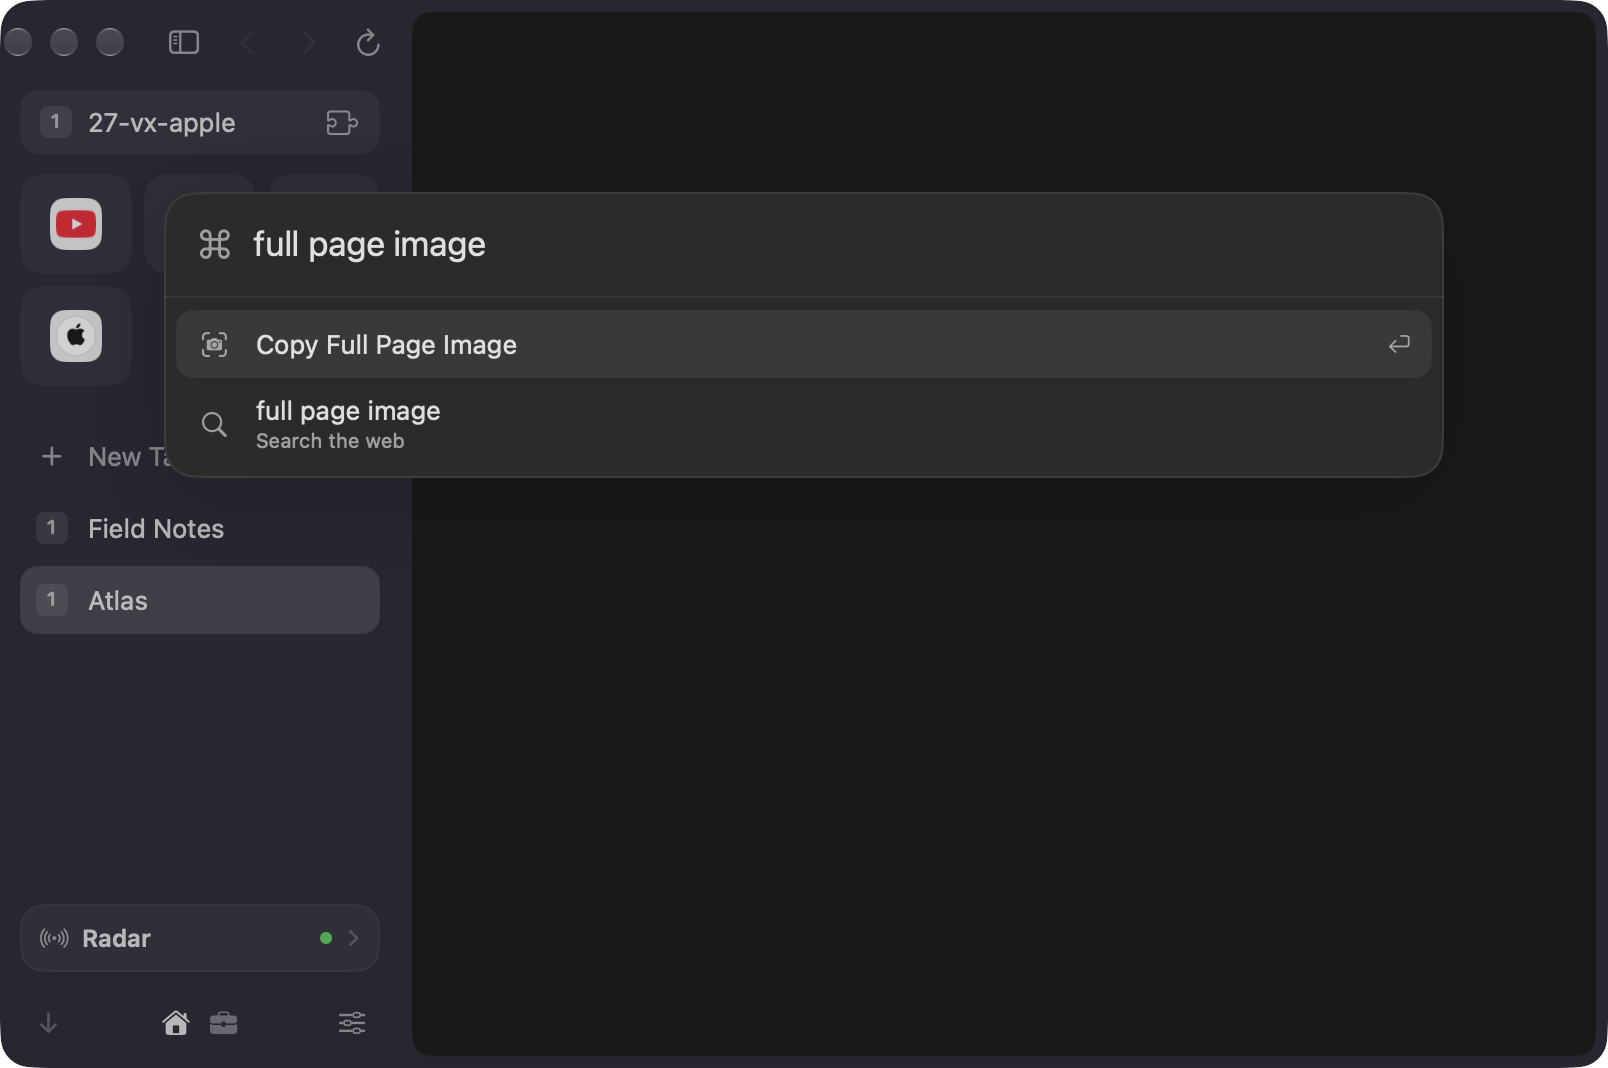 1 27-vx-apple
full page image
Copy Full Page Image
full page image
Search the web
New
1 Field Notes
1 Atlas
Radar